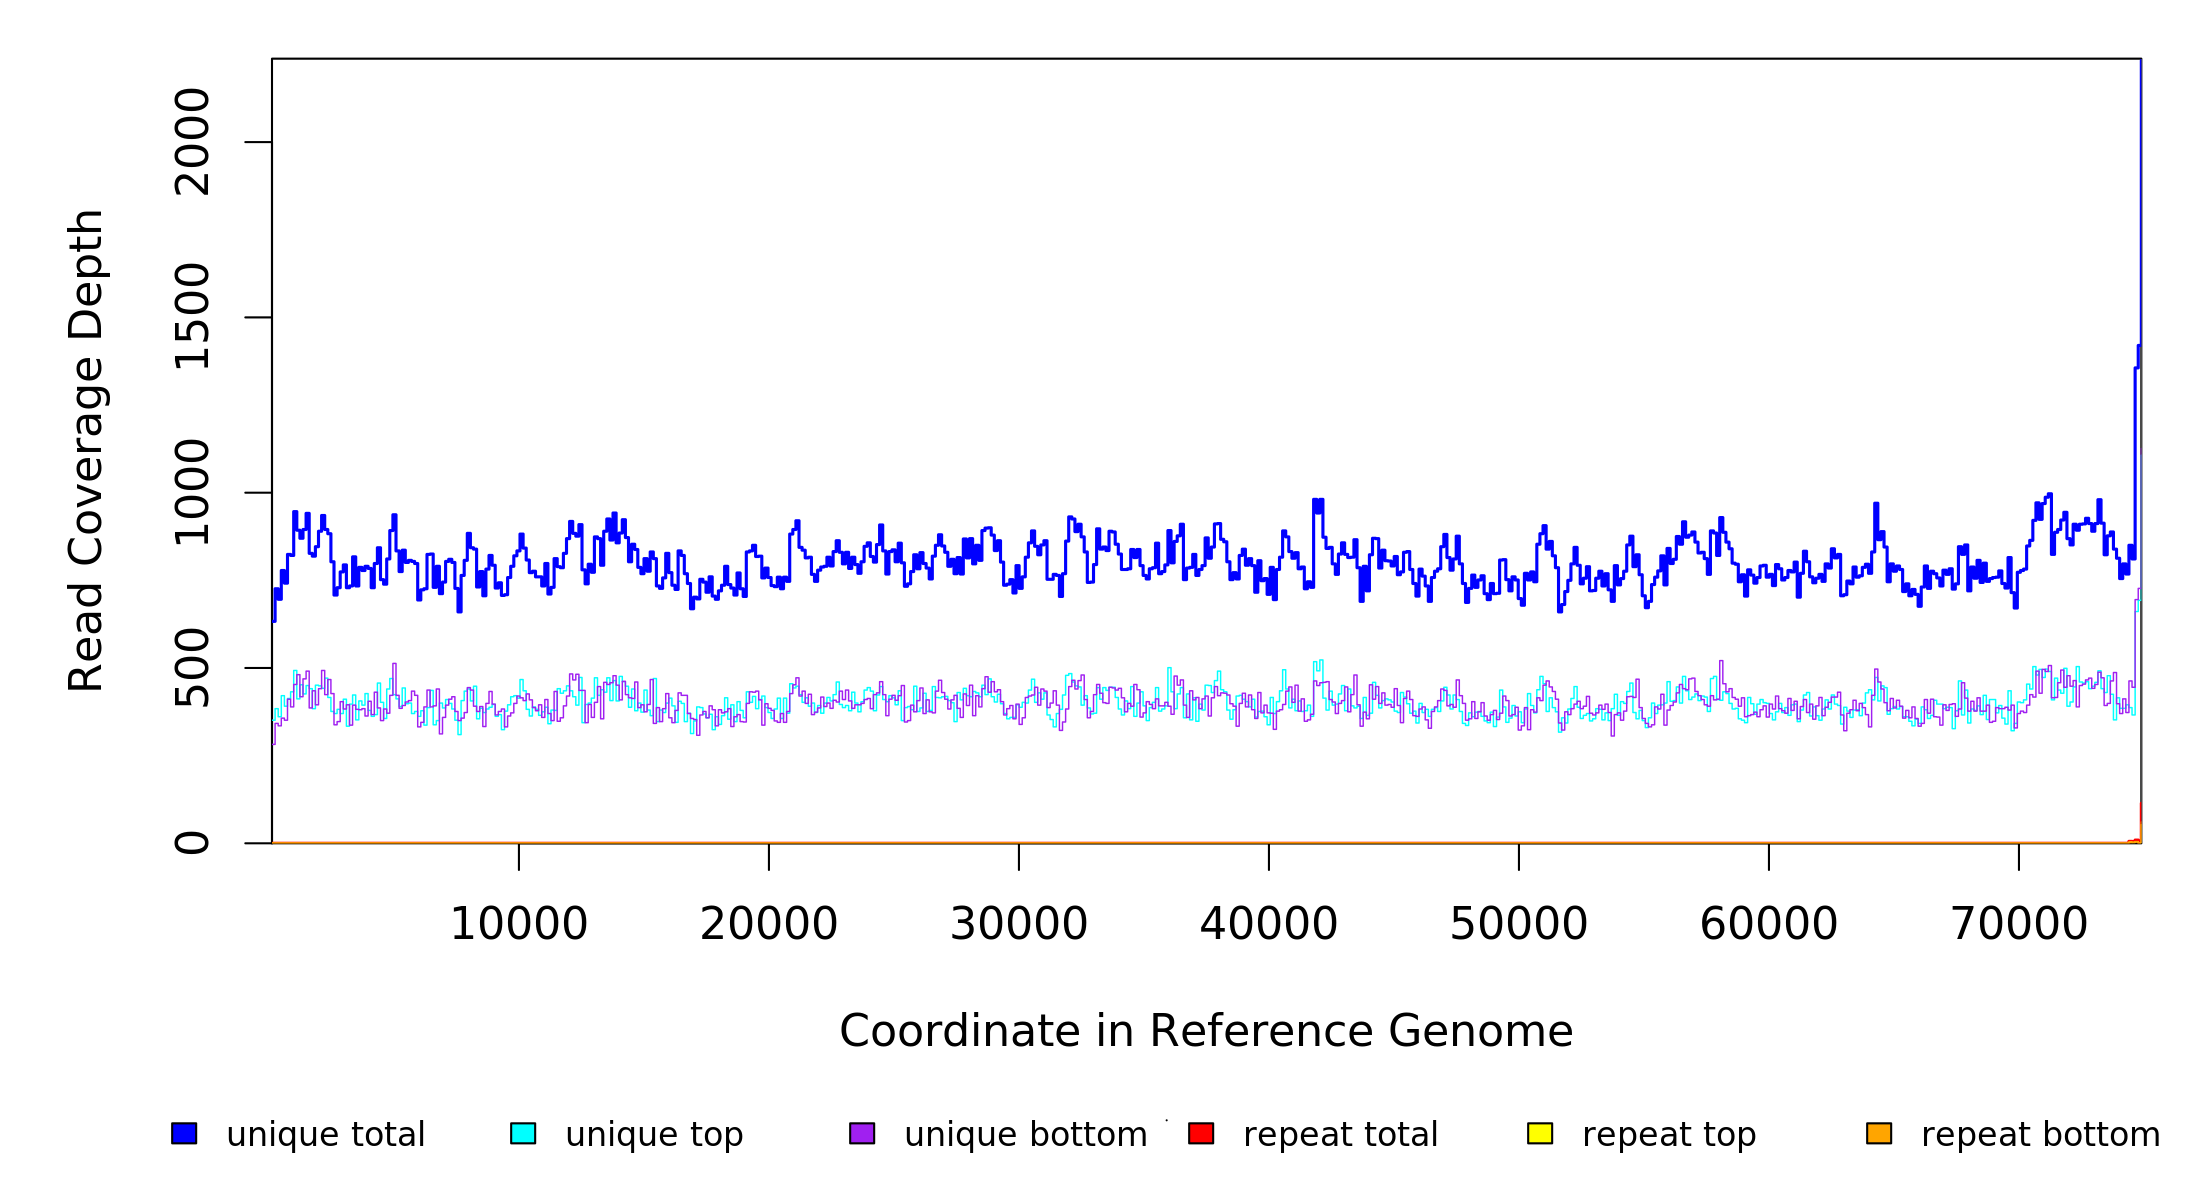 Read Coverage Depth
2000
1500
1000
500
0
10000 20000 30000 40000 50000 60000 70000
Coordinate in Reference Genome
unique total unique top unique bottom repeat total repeat top repeat bottom